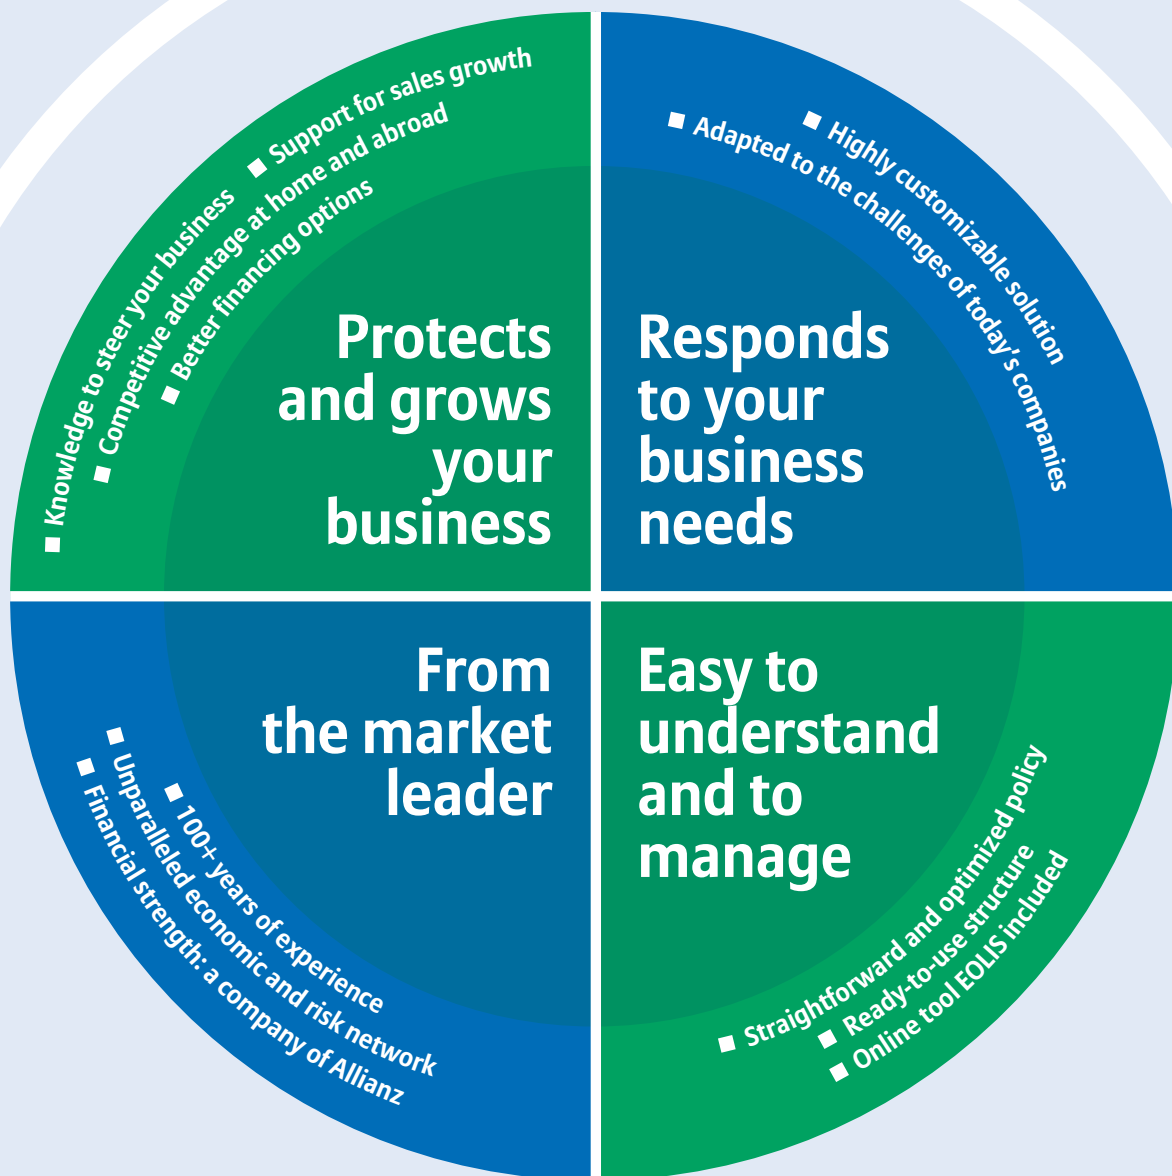 ■ Knowledge to steer your business
■ Support for sales growth
■ Competitive advantage at home and abroad
■ Better financing options
Protects
and grows
your
business
■ Highly customizable solution
■ Adapted to the challenges of today's companies
Responds
to your
business
needs
From
the market
leader
■ 100+ years of experience
■ Unparalleled economic and risk network
■ Financial strength: a company of Allianz
Easy to
understand
and to
manage
■ Straightforward and optimized policy
■ Ready-to-use structure
■ Online tool EOLIS included